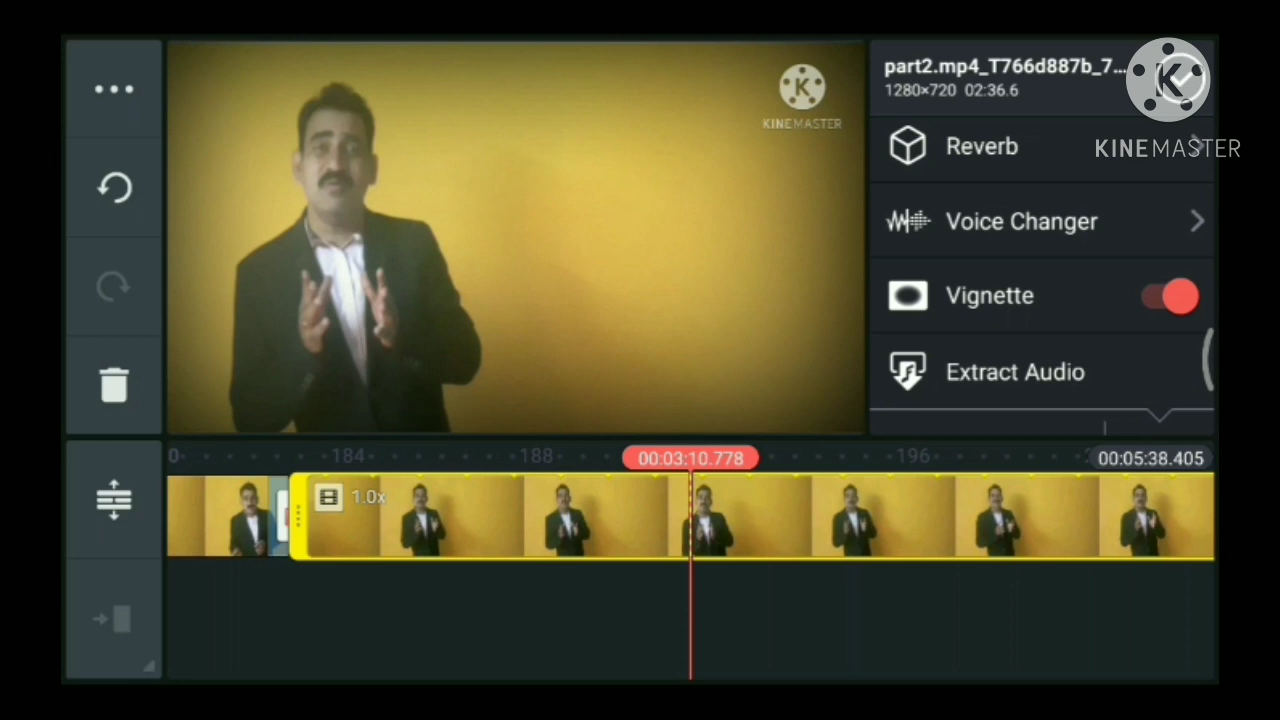 part2.mp4_T766d887b_7...
1280×720 02:36.6
KINEMASTER
KINEMASTER
Reverb
Voice Changer
Vignette
Extract Audio
184
188
00:03:10.778
196
00:05:38.405
1.0x